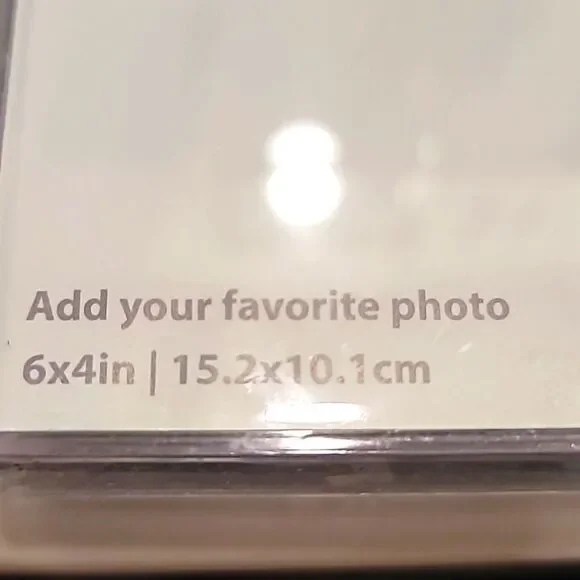 Add your favorite photo
6x4in | 15.2x10.1cm